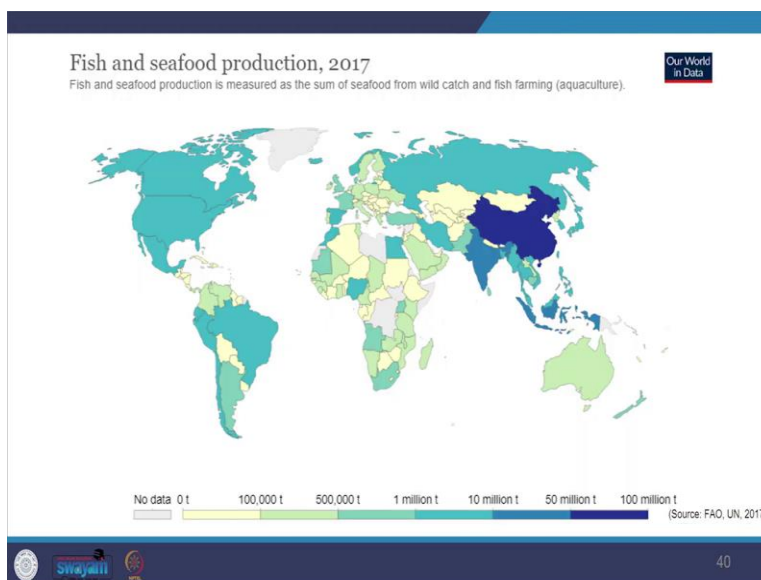 Fish and seafood production, 2017
Our World
in Data
Fish and seafood production is measured as the sum of seafood from wild catch and fish farming (aquaculture).
No data 0 t 100,000 t 500,000 t 1 million t 10 million t 50 million t 100 million t
(Source: FAO, UN, 2017
swayam
40